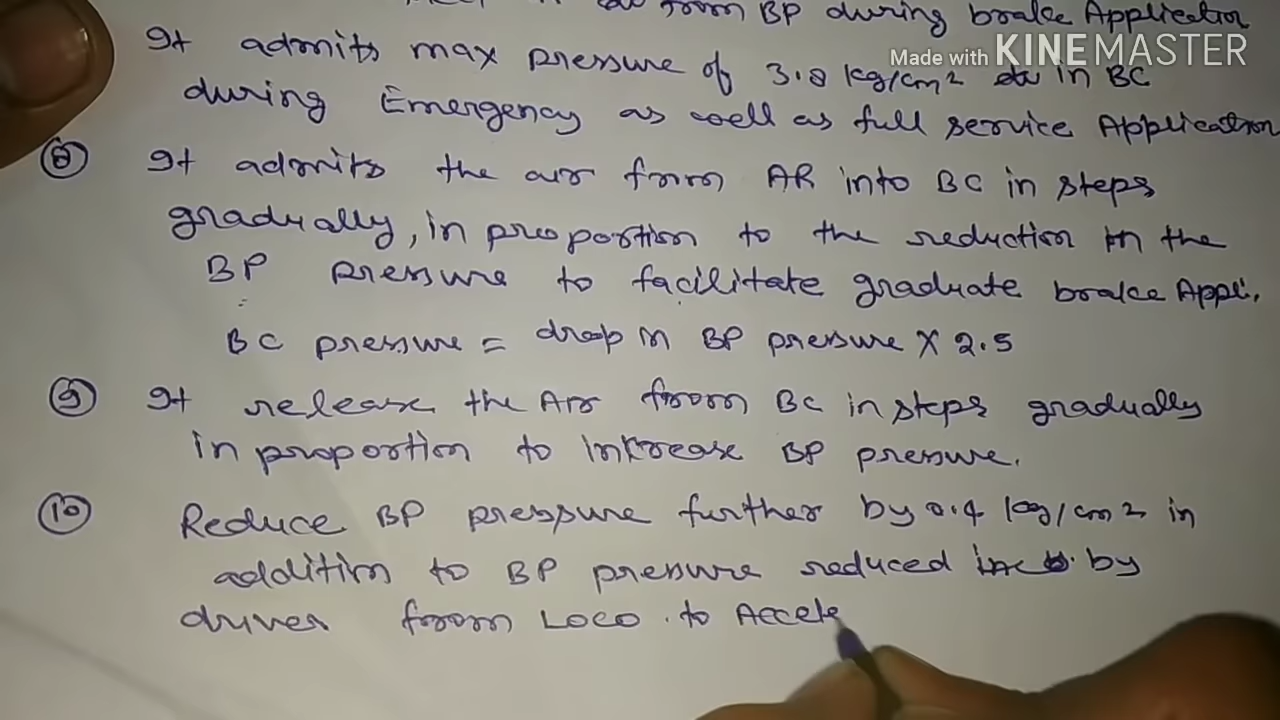 from BP during brake Application
It admits max pressure of 3.8 kg/cm2 in BC
Made with KINEMASTER
during Emergency as well as full service Application
⑧ It admits the air from AR into BC in steps
gradually, in proportion to the reduction in the
BP pressure to facilitate graduate brake Appli.
BC pressure = drop in BP pressure X 2.5
⑨ It release the Air from BC in steps gradually
in proportion to increase BP pressure.
⑩ Reduce BP pressure further by 0.4 kg/cm2 in
addition to BP pressure reduced by
driver from Loco. to Accele